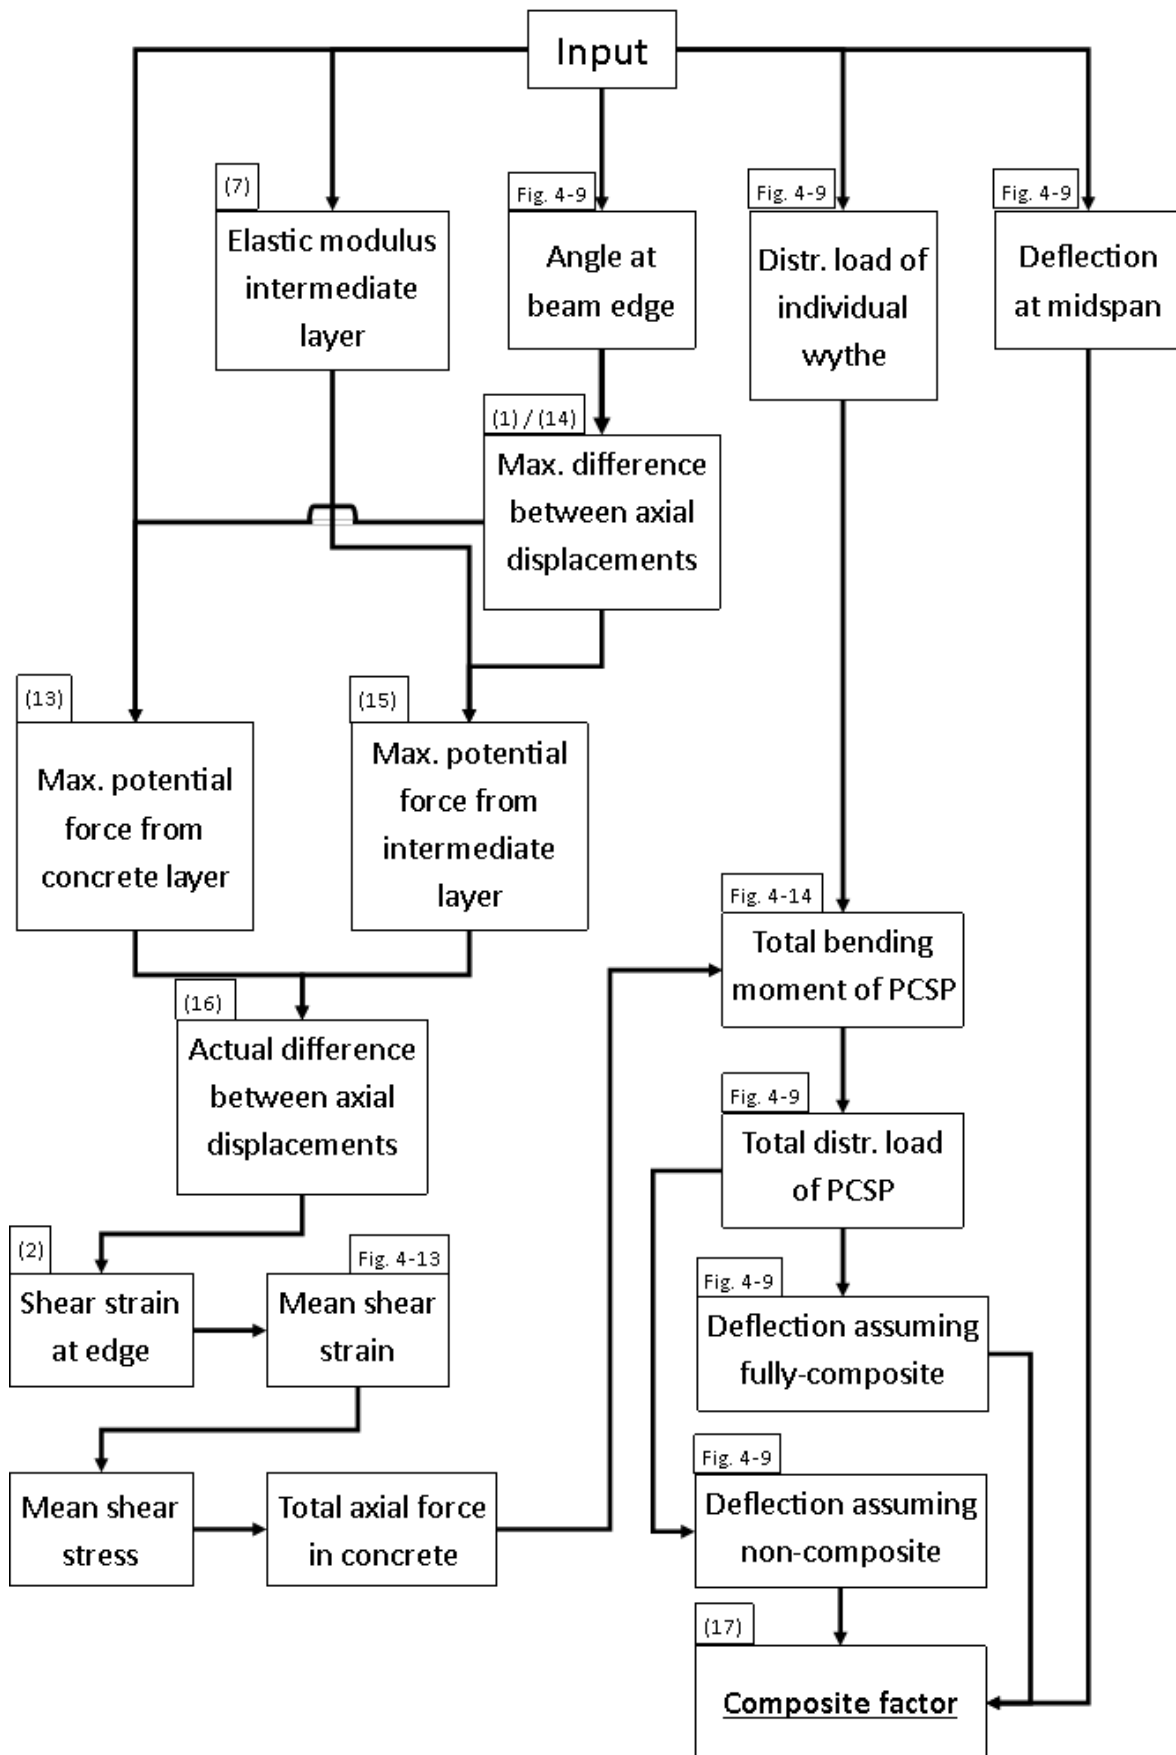 Input
(7)
Elastic modulus
intermediate
layer
Fig. 4-9
Angle at
beam edge
Fig. 4-9
Distr. load of
individual
wythe
Fig. 4-9
Deflection
at midspan
(1) / (14)
Max. difference
between axial
displacements
(13)
Max. potential
force from
concrete layer
(15)
Max. potential
force from
intermediate
layer
Fig. 4-14
Total bending
moment of PCSP
(16)
Actual difference
between axial
displacements
Fig. 4-9
Total distr. load
of PCSP
(2)
Shear strain
at edge
Fig. 4-13
Mean shear
strain
Fig. 4-9
Deflection assuming
fully-composite
Mean shear
stress
Total axial force
in concrete
Fig. 4-9
Deflection assuming
non-composite
(17)
Composite factor